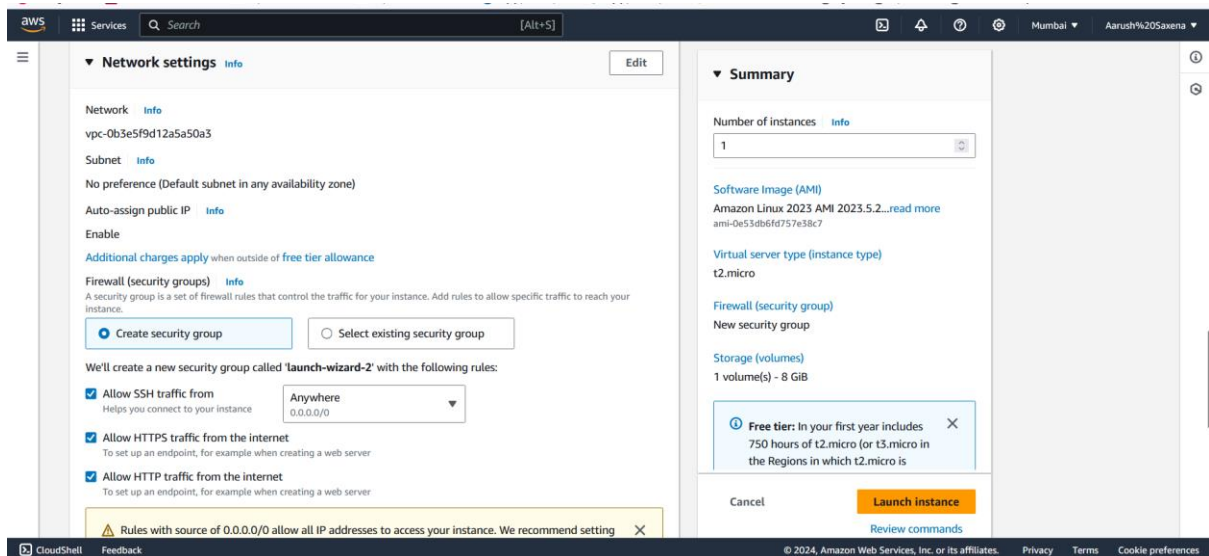 aws
Services
Search
[Alt+S]
Mumbai
Aarush%20Saxena
Network settings Info
Edit
Network Info
vpc-0b3e5f9d12a5a50a3
Subnet Info
No preference (Default subnet in any availability zone)
Auto-assign public IP Info
Enable
Additional charges apply when outside of free tier allowance
Firewall (security groups) Info
A security group is a set of firewall rules that control the traffic for your instance. Add rules to allow specific traffic to reach your
instance.
Create security group
Select existing security group
We'll create a new security group called 'launch-wizard-2' with the following rules:
Allow SSH traffic from
Helps you connect to your instance
Anywhere
0.0.0.0/0
Allow HTTPS traffic from the internet
To set up an endpoint, for example when creating a web server
Allow HTTP traffic from the internet
To set up an endpoint, for example when creating a web server
Rules with source of 0.0.0.0/0 allow all IP addresses to access your instance. We recommend setting
Summary
Number of instances Info
1
Software Image (AMI)
Amazon Linux 2023 AMI 2023.5.2...read more
ami-0e53db6fd757e38c7
Virtual server type (instance type)
t2.micro
Firewall (security group)
New security group
Storage (volumes)
1 volume(s) - 8 GiB
Free tier: In your first year includes
750 hours of t2.micro (or t3.micro in
the Regions in which t2.micro is
Cancel
Launch instance
Review commands
CloudShell
Feedback
© 2024, Amazon Web Services, Inc. or its affiliates.
Privacy
Terms
Cookie preferences